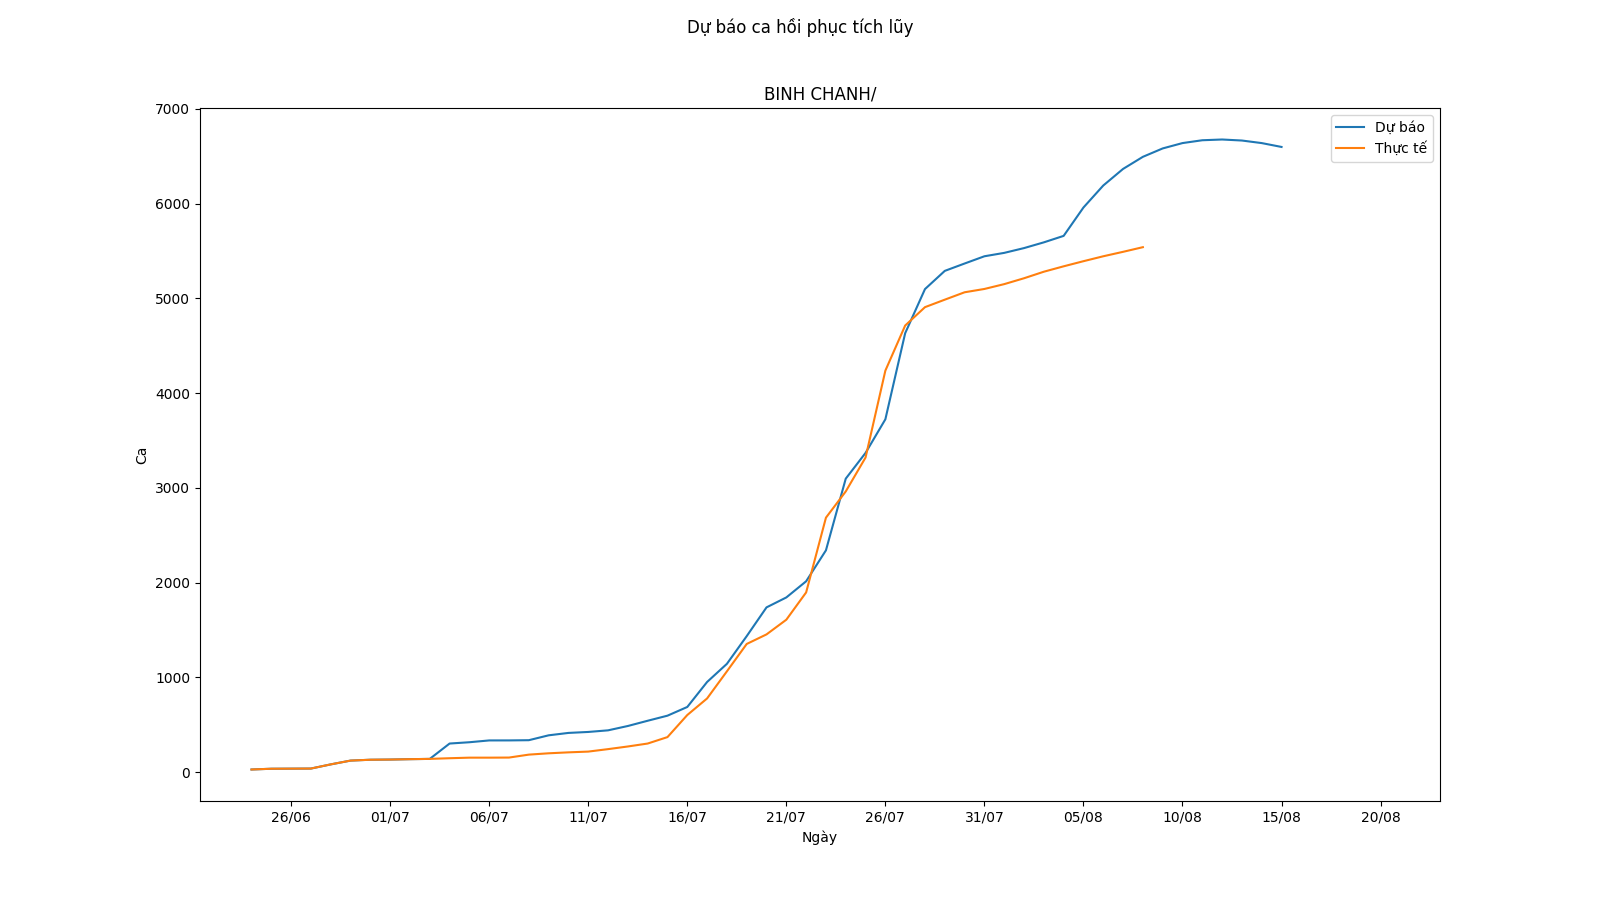 Dự báo ca hồi phục tích lũy
BINH CHANH/
Dự báo
Thực tế
7000
6000
5000
4000
3000
2000
1000
0
Ca
26/06 01/07 06/07 11/07 16/07 21/07 26/07 31/07 05/08 10/08 15/08 20/08
Ngày